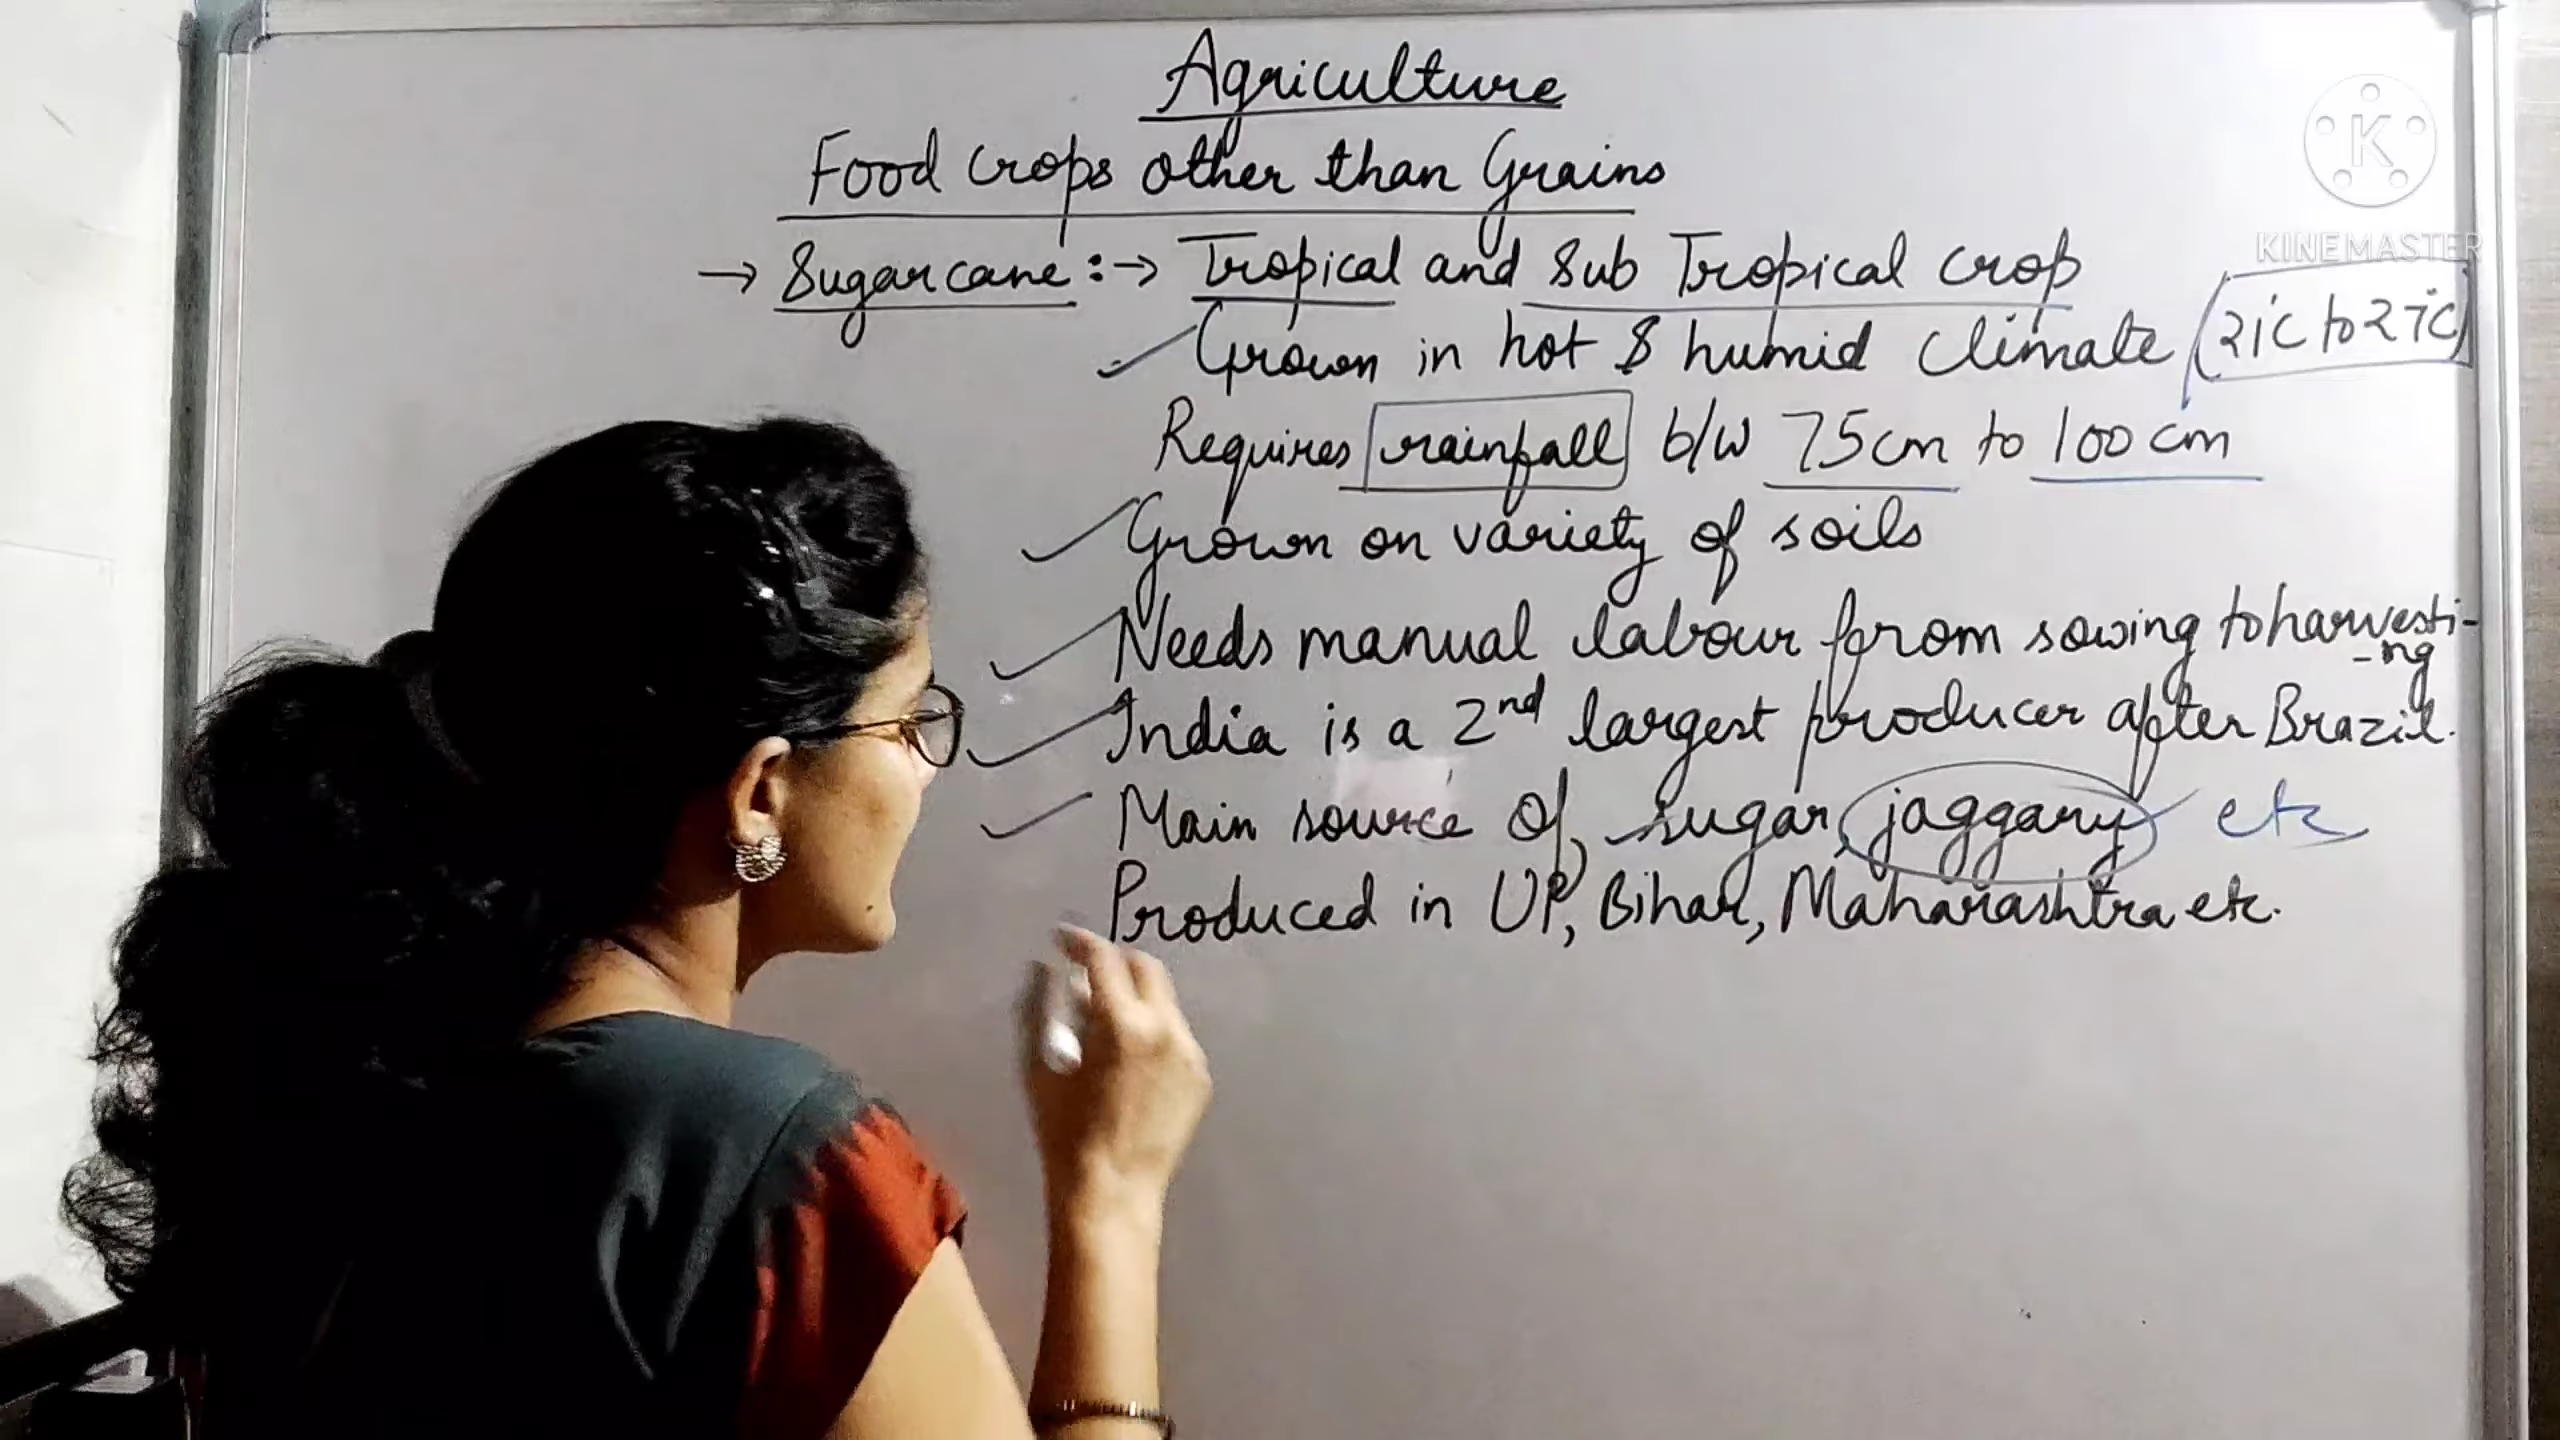 Agriculture
Food crops other than Grains
→ Sugarcane :→ Tropical and Sub Tropical crop
Grown in hot & humid climate (21°C to 27°C)
Requires rainfall b/w 75cm to 100 cm
Grown on variety of soils
Needs manual labour from sowing to harvesti-
-ng
India is a 2nd largest producer after Brazil.
Main source of sugar, jaggary etc
Produced in UP, Bihar, Maharashtra etc.
K
KINEMASTER